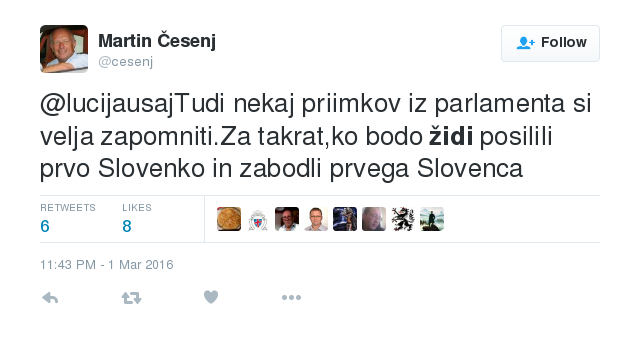 Martin Česenj
@cesenj
Follow
@lucijausajTudi nekaj priimkov iz parlamenta si
velja zapomniti.Za takrat,ko bodo židi posilili
prvo Slovenko in zabodli prvega Slovenca
RETWEETS LIKES
6 8
11:43 PM - 1 Mar 2016